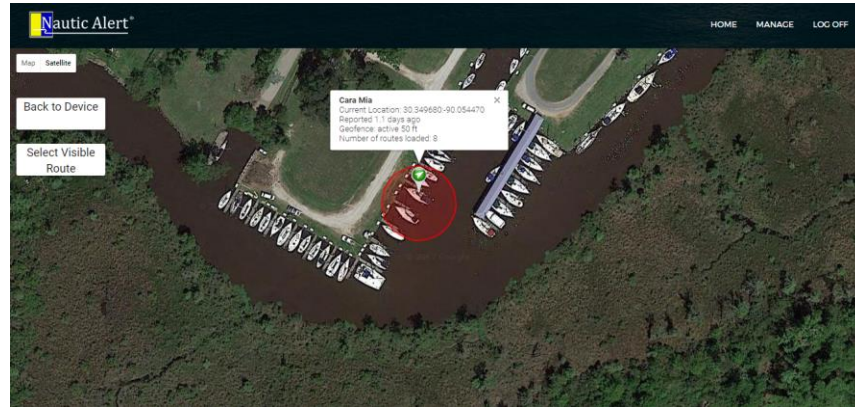 Nautic Alert®
HOME MANAGE LOG OFF
Map Satellite
Back to Device
Select Visible
Route
Cara Mia
Current Location: 30.349680:-90.054470
Reported 1.1 days ago
Geofence: active 50 ft
Number of routes loaded: 8